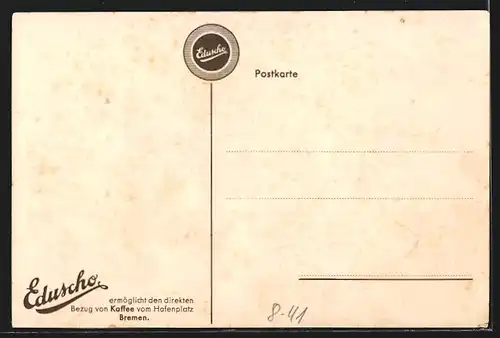 Eduscho
Postkarte
Eduscho
ermöglicht den direkten
Bezug von Kaffee vom Hafenplatz
Bremen.
8-41